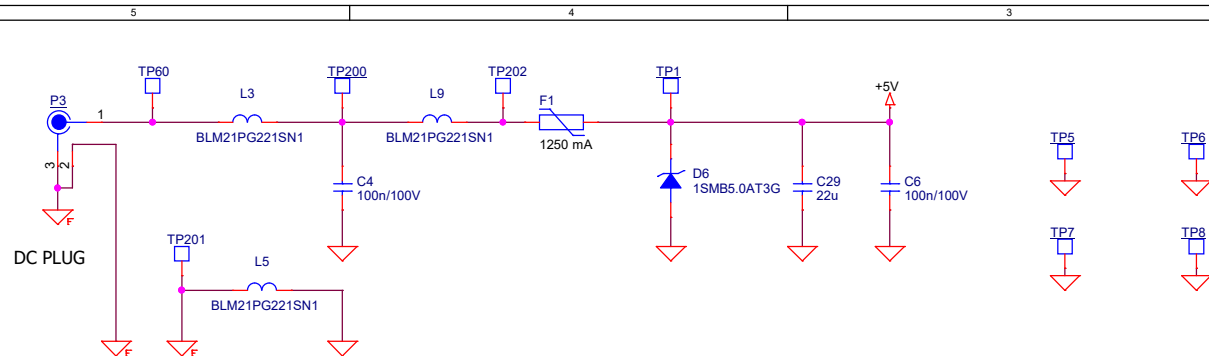 5 4 3
TP60 TP200 TP202 TP1
+5V
P3 L3 L9 F1
1
BLM21PG221SN1 BLM21PG221SN1 1250 mA
TP5 TP6
3 2
C4 D6 C29 C6
100n/100V 1SMB5.0AT3G 22u 100n/100V
F
TP201 TP7 TP8
DC PLUG
L5
BLM21PG221SN1
F F